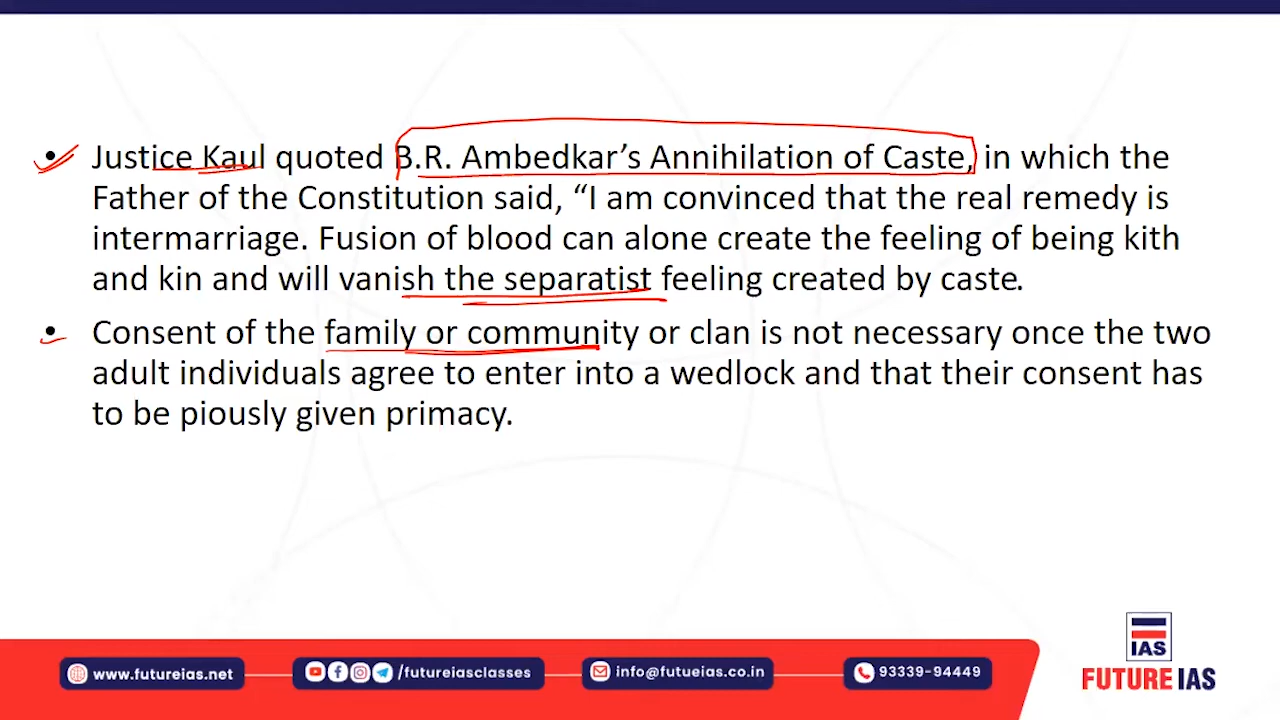 • Justice Kaul quoted B.R. Ambedkar’s Annihilation of Caste, in which the
Father of the Constitution said, “I am convinced that the real remedy is
intermarriage. Fusion of blood can alone create the feeling of being kith
and kin and will vanish the separatist feeling created by caste.
• Consent of the family or community or clan is not necessary once the two
adult individuals agree to enter into a wedlock and that their consent has
to be piously given primacy.
IAS
www.futureias.net
/futureiasclasses
info@futueias.co.in
93339-94449
FUTURE IAS